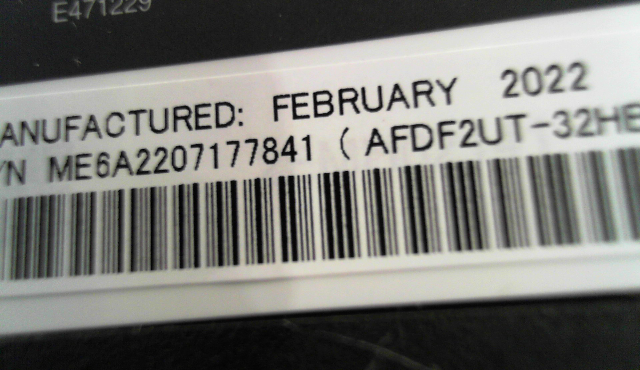 E471229
ANUFACTURED: FEBRUARY 2022
/N ME6A2207177841 ( AFDF2UT-32HE